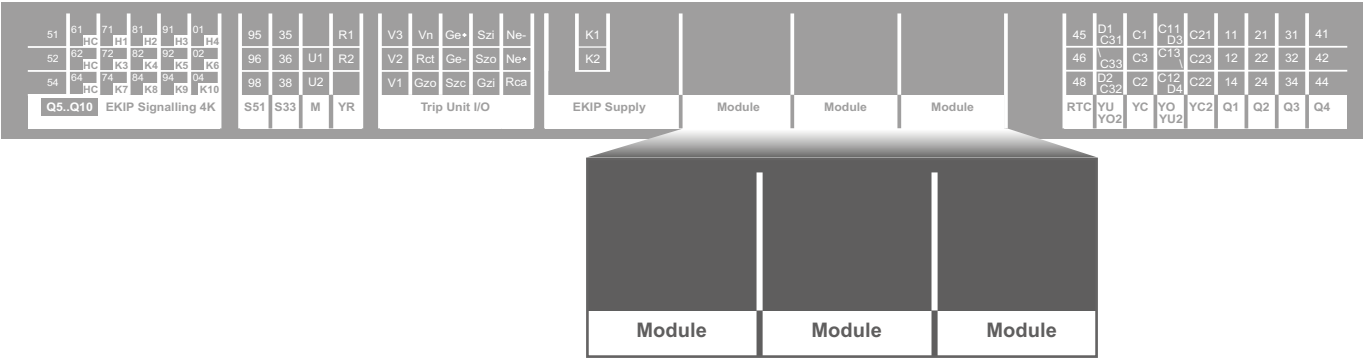 51 61 71 81 91 01 95 35 R1 V3 Vn Ge• Szi Ne- K1 45 D1 C1 C11 C21 11 21 31 41
HC H1 H2 H3 H4 C31 D3
52 62 72 82 92 02 96 36 U1 R2 V2 Rct Ge- Szo Ne• K2 46 \ C3 C13 C23 12 22 32 42
HC K3 K4 K5 K6 C33 \
54 64 74 84 94 04 98 38 U2 V1 Gzo Szc Gzi Rca 48 D2 C2 C12 C22 14 24 34 44
HC K7 K8 K9 K10 C32 D4
Q5..Q10 EKIP Signalling 4K S51 S33 M YR Trip Unit I/O EKIP Supply Module Module Module RTC YU YC YO YC2 Q1 Q2 Q3 Q4
YO2 YU2
Module Module Module